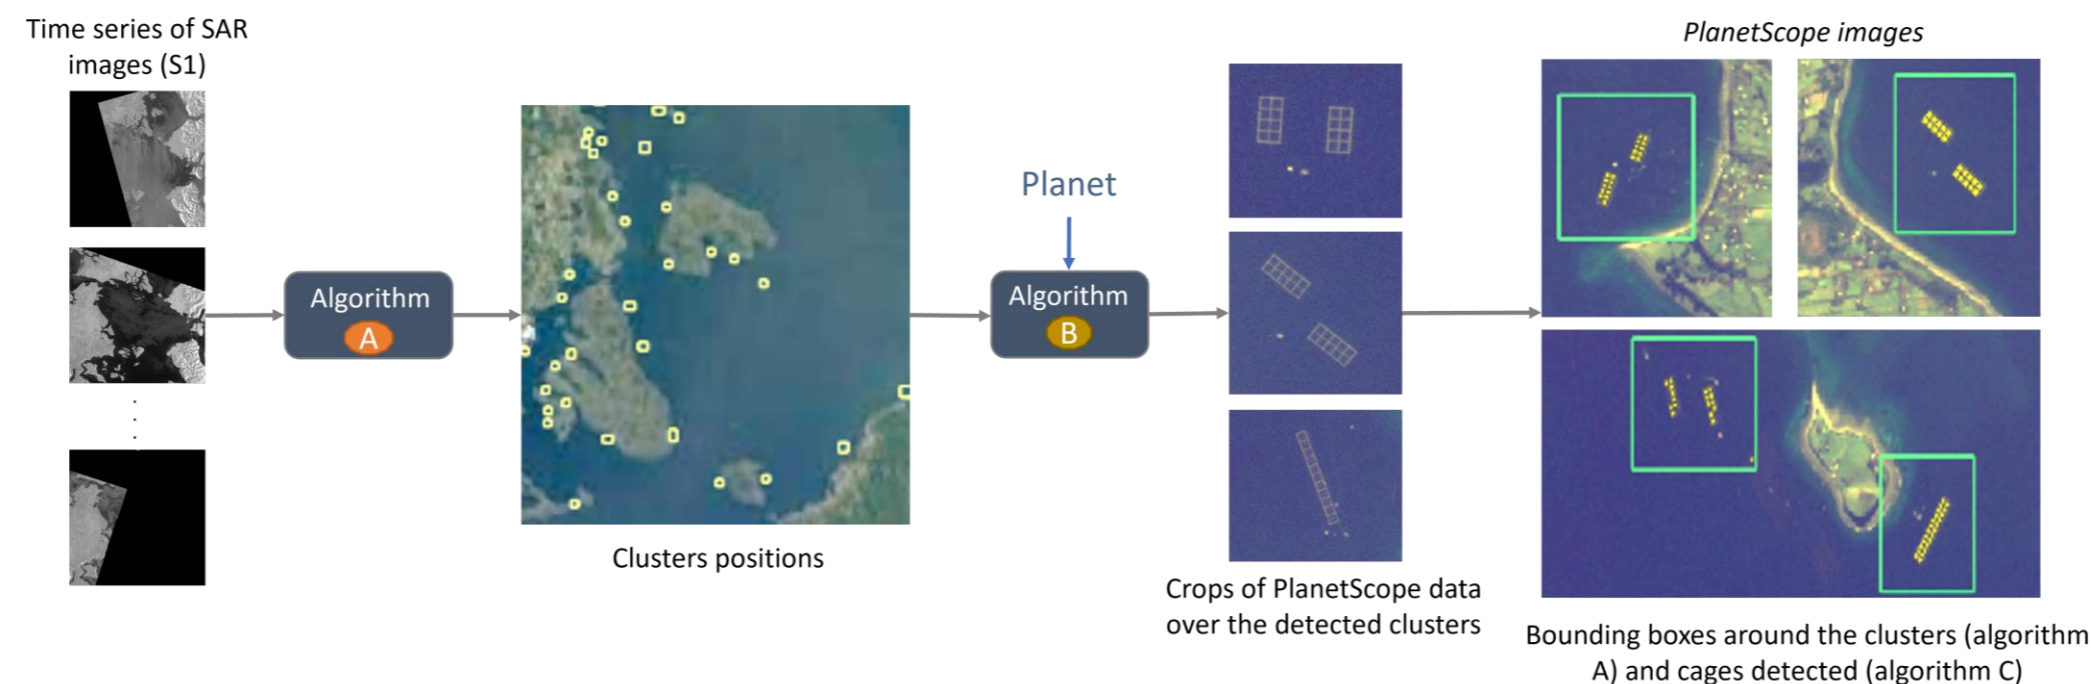 Time series of SAR
images (S1)
Algorithm
A
Clusters positions
Planet
Algorithm
B
Crops of PlanetScope data
over the detected clusters
PlanetScope images
Bounding boxes around the clusters (algorithm
A) and cages detected (algorithm C)